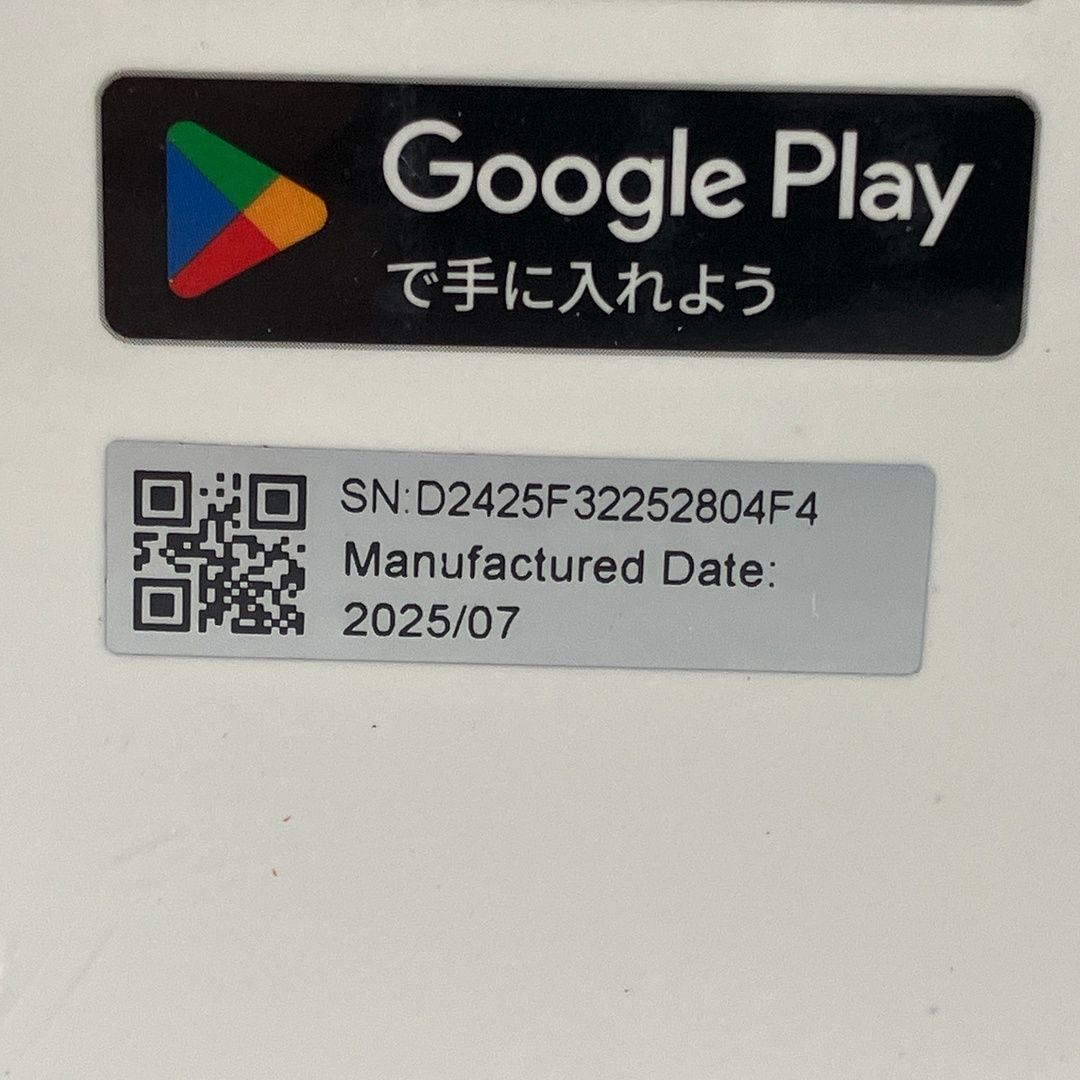 Google Play
で手に入れよう
SN:D2425F32252804F4
Manufactured Date:
2025/07